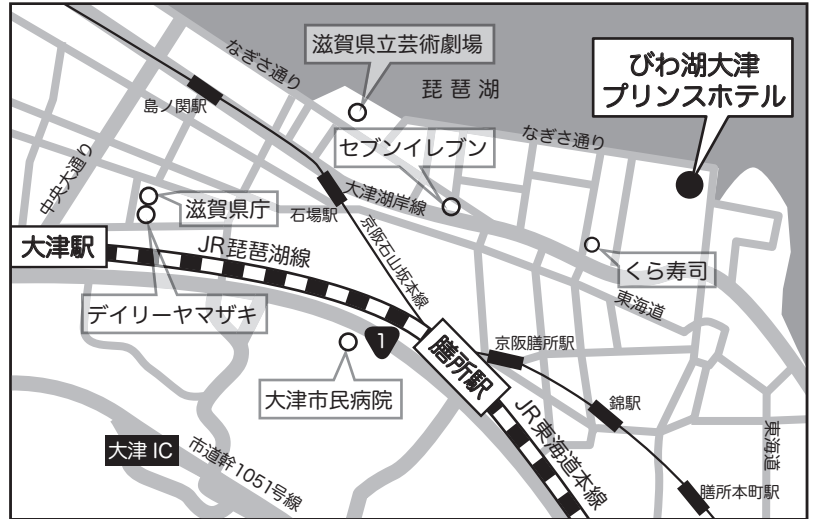 滋賀県立芸術劇場
なぎさ通り
琵琶湖
びわ湖大津
プリンスホテル
島ノ関駅
セブンイレブン
なぎさ通り
中央大通り
滋賀県庁
石場駅
大津湖岸線
大津駅
JR琵琶湖線
京阪石山坂本線
くら寿司
東海道
デイリーヤマザキ
1
膳所駅
京阪膳所駅
大津市民病院
錦駅
JR東海道本線
東海道
大津 IC
市道幹1051号線
膳所本町駅